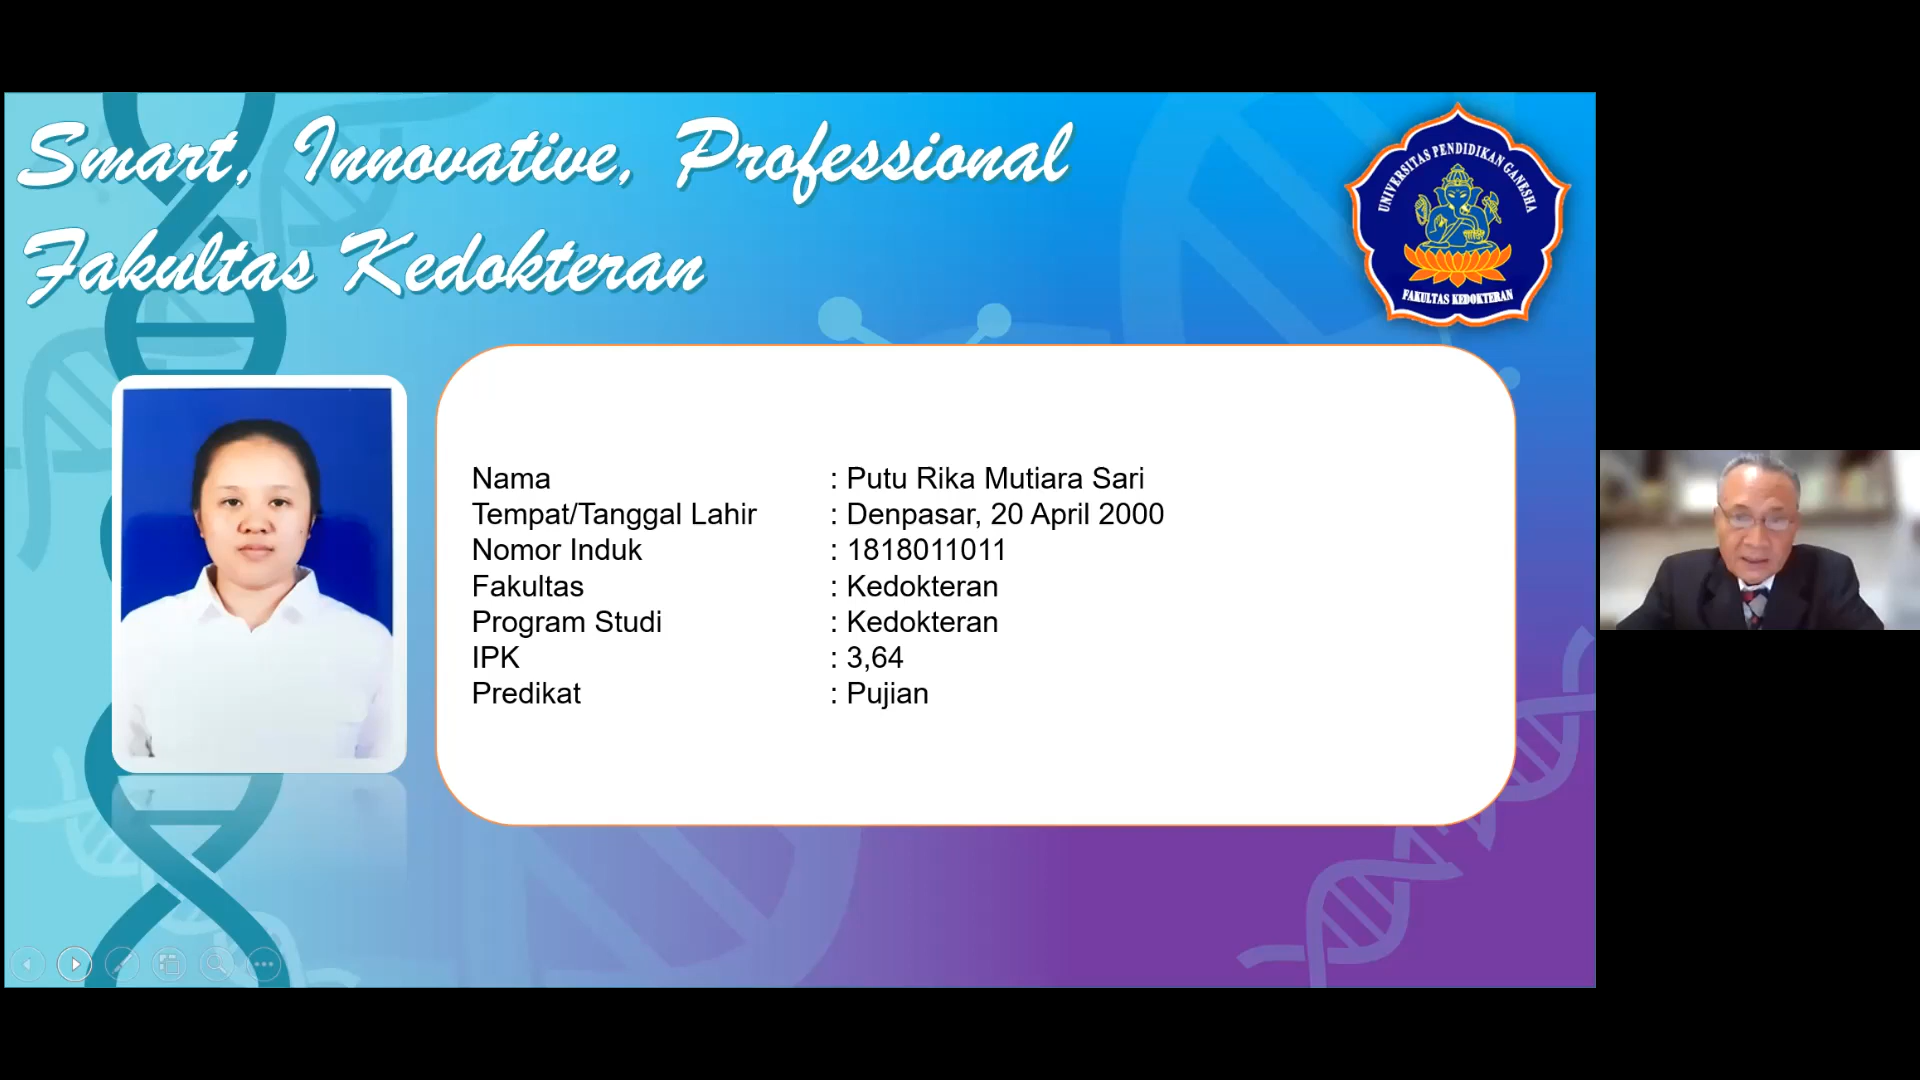 Smart, Innovative, Professional
Fakultas Kedokteran
UNIVERSITAS PENDIDIKAN GANESHA
FAKULTAS KEDOKTERAN
Nama : Putu Rika Mutiara Sari
Tempat/Tanggal Lahir : Denpasar, 20 April 2000
Nomor Induk : 1818011011
Fakultas : Kedokteran
Program Studi : Kedokteran
IPK : 3,64
Predikat : Pujian